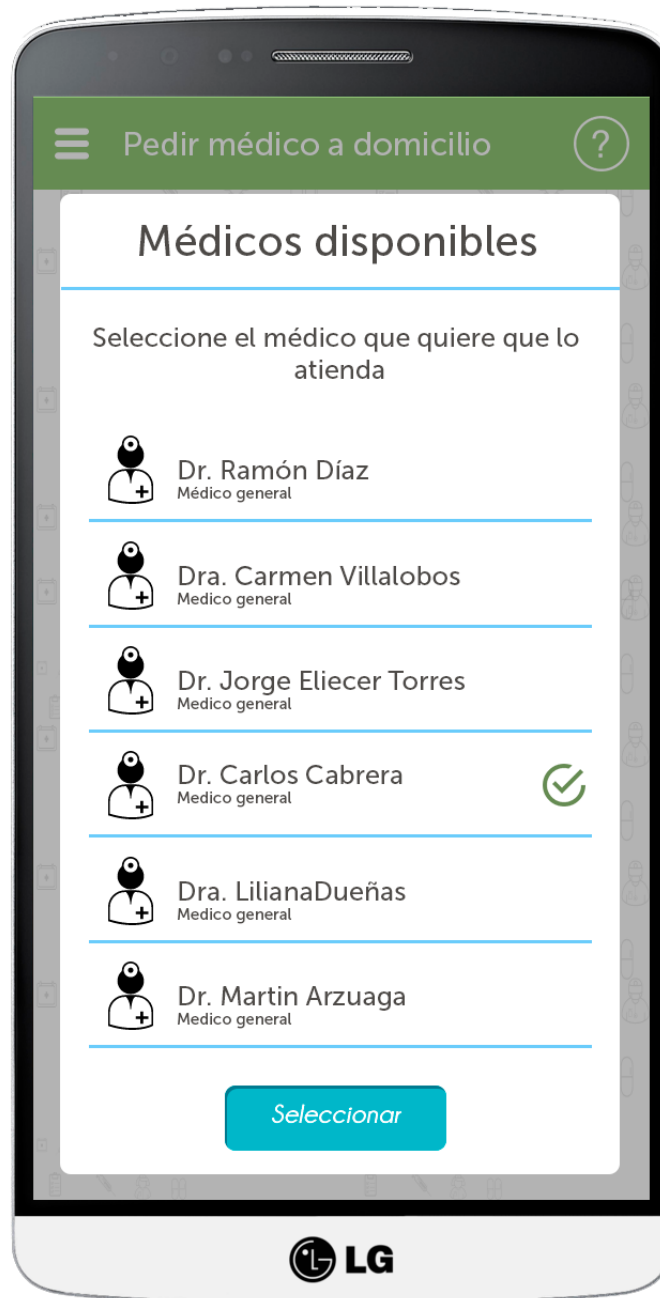 Pedir médico a domicilio
?
Médicos disponibles
Seleccione el médico que quiere que lo
atienda
Dr. Ramón Díaz
Médico general
Dra. Carmen Villalobos
Medico general
Dr. Jorge Eliecer Torres
Medico general
Dr. Carlos Cabrera
Medico general
Dra. LilianaDueñas
Medico general
Dr. Martin Arzuaga
Medico general
Seleccionar
LG